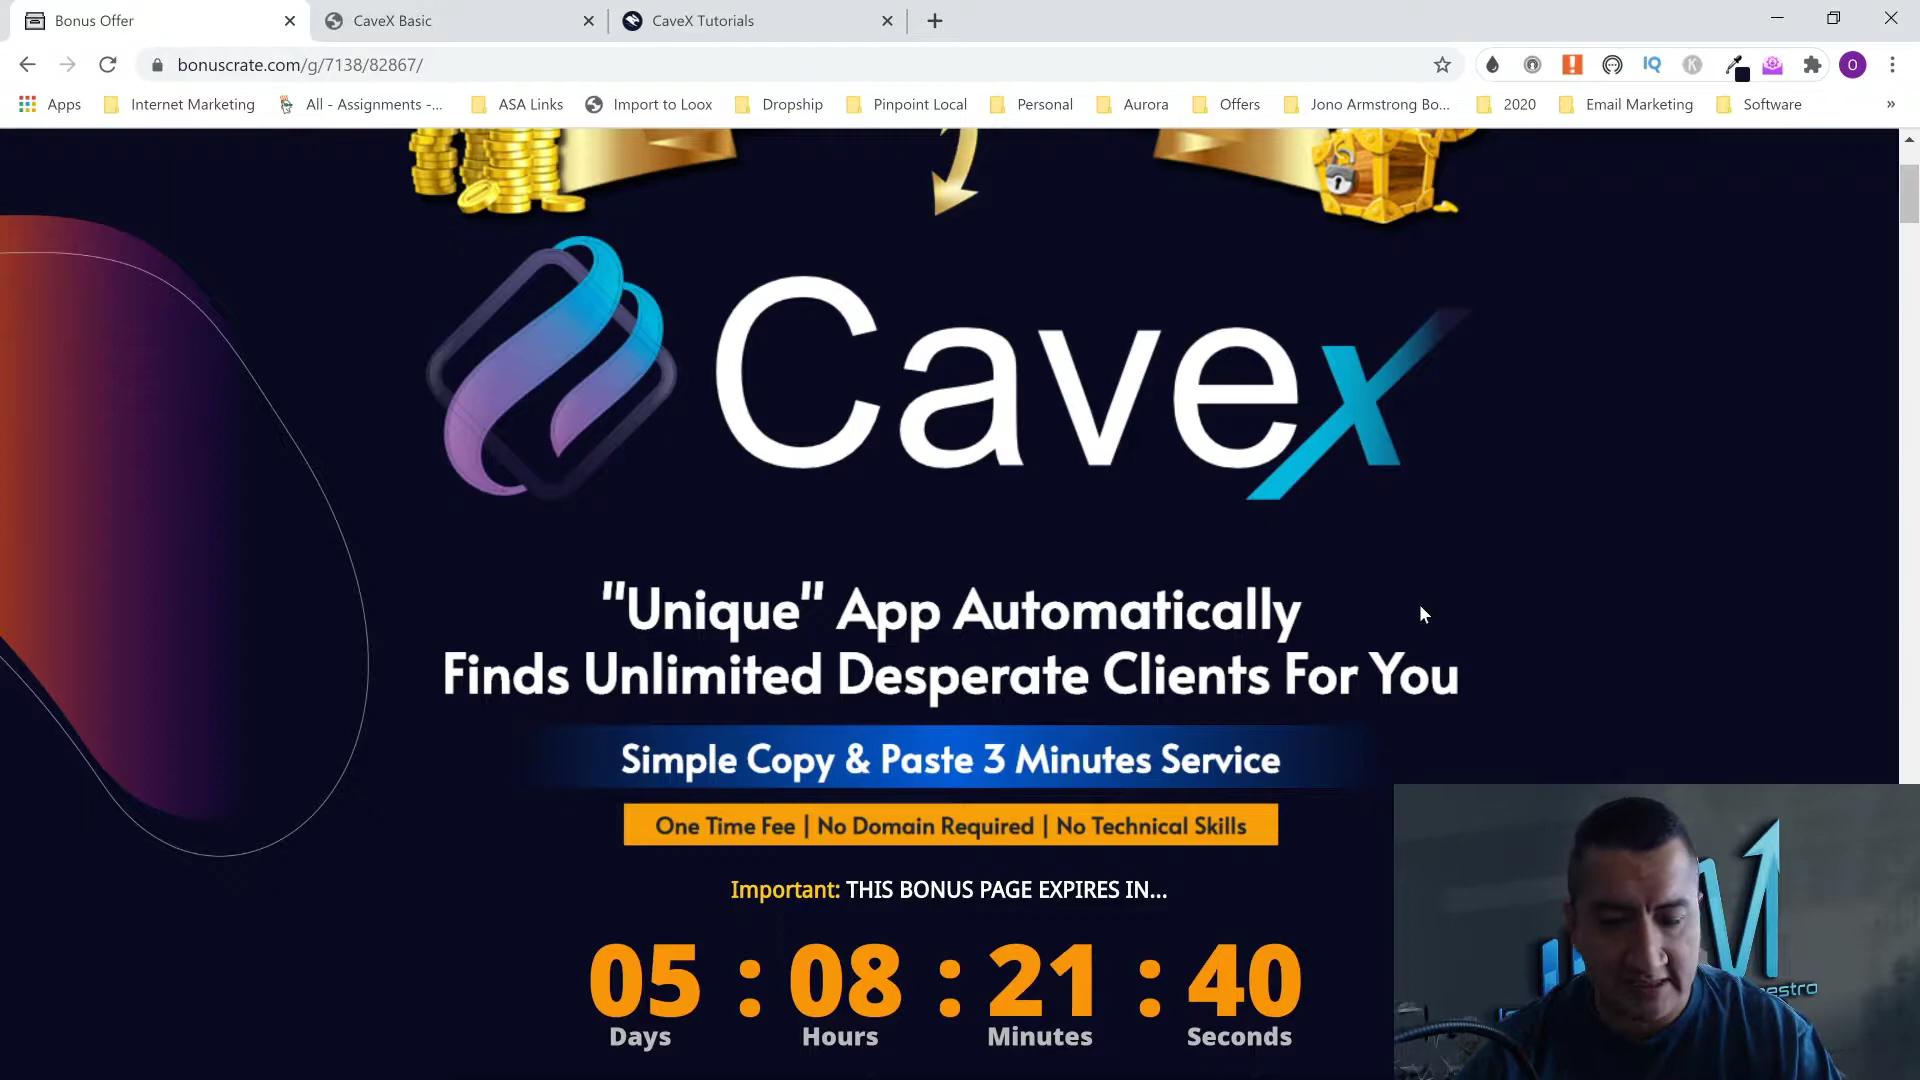 Bonus Offer
CaveX Basic
CaveX Tutorials
bonuscrate.com/g/7138/82867/
IQ
K
O
Apps
Internet Marketing
All - Assignments -...
ASA Links
Import to Loox
Dropship
Pinpoint Local
Personal
Aurora
Offers
Jono Armstrong Bo...
2020
Email Marketing
Software
»
Cavex
"Unique" App Automatically
Finds Unlimited Desperate Clients For You
Simple Copy & Paste 3 Minutes Service
One Time Fee | No Domain Required | No Technical Skills
Important: THIS BONUS PAGE EXPIRES IN...
05 : 08 : 21 : 40
Days Hours Minutes Seconds